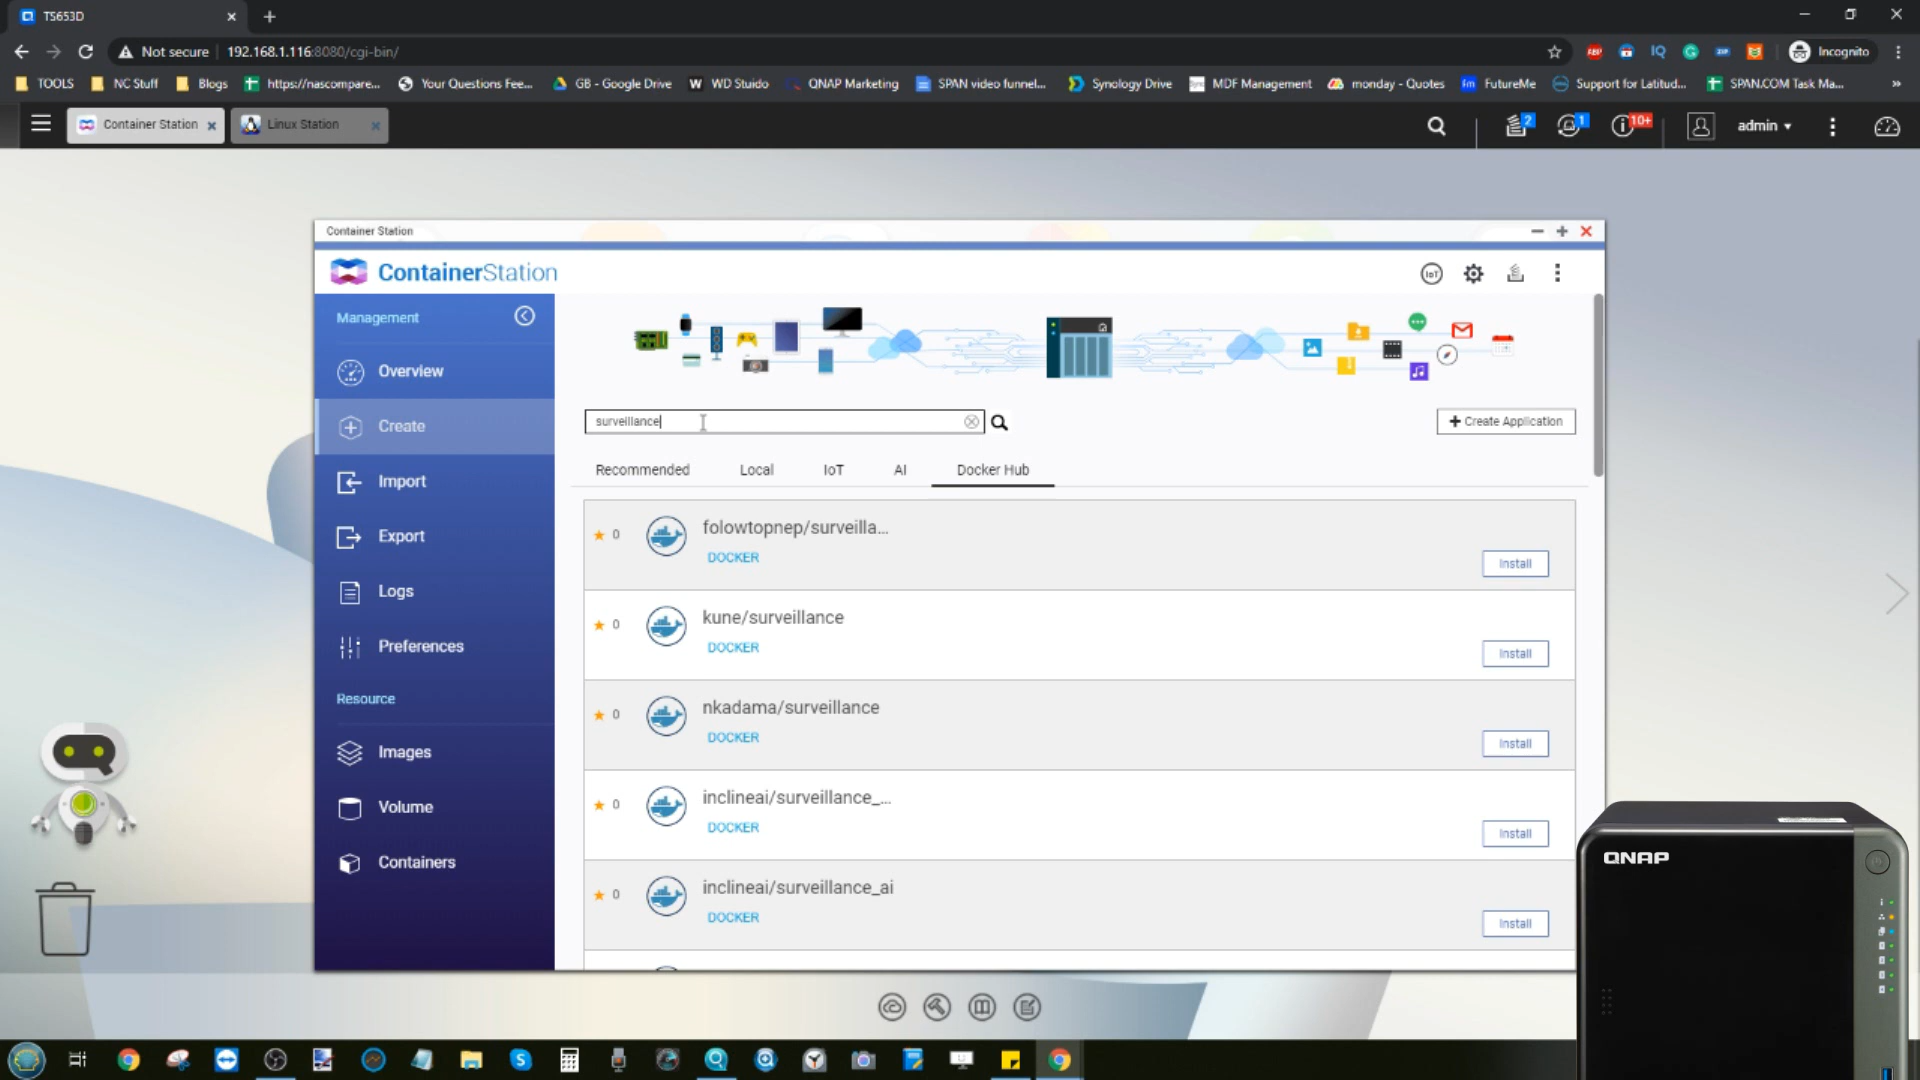 TS653D
Not secure
192.168.1.116:8080/cgi-bin/
Incognito
TOOLS
NC Stuff
Blogs
https://nascompare...
Your Questions Fee...
GB - Google Drive
WD Stuido
QNAP Marketing
SPAN video funnel...
Synology Drive
MDF Management
monday - Quotes
FutureMe
Support for Latitud...
SPAN.COM Task Ma...
Container Station
Linux Station
2
1
10+
admin
Container Station
ContainerStation
IoT
Management
Overview
Create
Import
Export
Logs
Preferences
Resource
Images
Volume
Containers
surveillance
+ Create Application
Recommended
Local
IoT
AI
Docker Hub
0
folowtopnep/surveilla...
DOCKER
Install
0
kune/surveillance
DOCKER
Install
0
nkadama/surveillance
DOCKER
Install
0
inclineai/surveillance_...
DOCKER
Install
0
inclineai/surveillance_ai
DOCKER
Install
QNAP